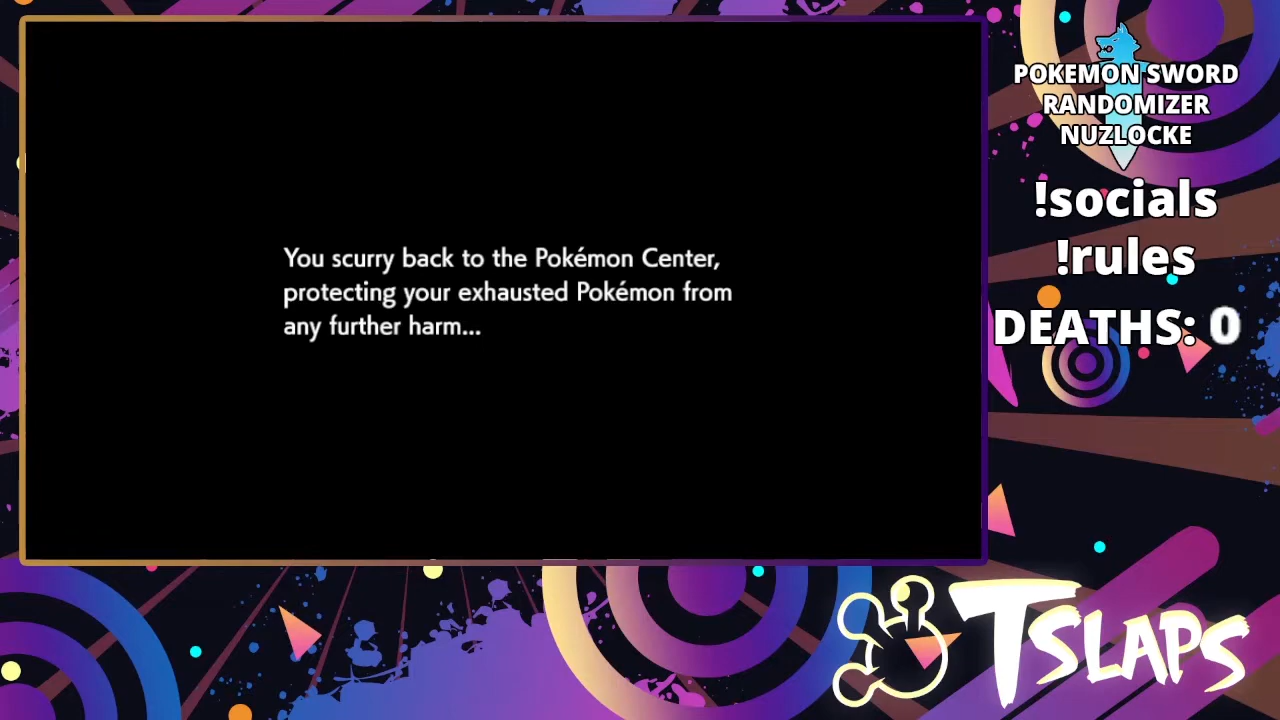 You scurry back to the Pokémon Center,
protecting your exhausted Pokémon from
any further harm...
POKEMON SWORD
RANDOMIZER
NUZLOCKE
!socials
!rules
DEATHS: 0
TSLAPS